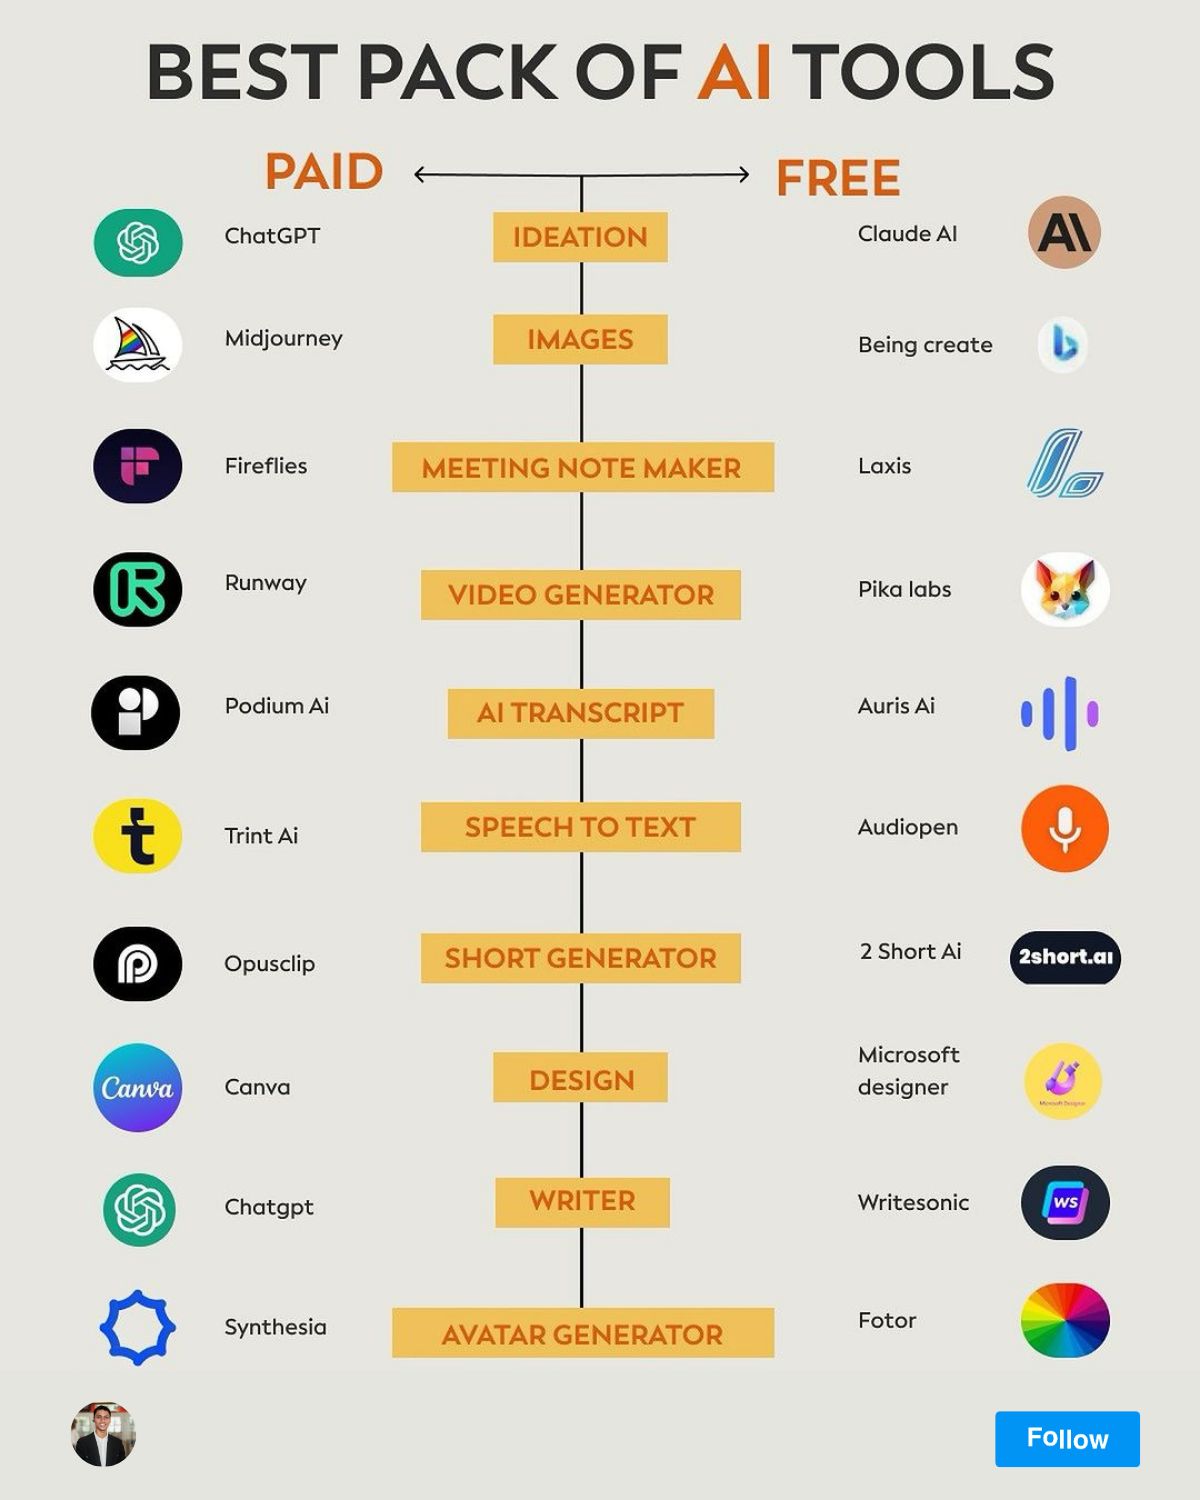 BEST PACK OF AI TOOLS
PAID
FREE
ChatGPT
IDEATION
Claude AI
AI
Midjourney
IMAGES
Being create
Fireflies
MEETING NOTE MAKER
Laxis
Runway
VIDEO GENERATOR
Pika labs
Podium Ai
AI TRANSCRIPT
Auris Ai
Trint Ai
SPEECH TO TEXT
Audiopen
Opusclip
SHORT GENERATOR
2 Short Ai
2short.ai
Canva
Canva
DESIGN
Microsoft
designer
Microsoft Designer
Chatgpt
WRITER
Writesonic
WS
Synthesia
AVATAR GENERATOR
Fotor
Follow